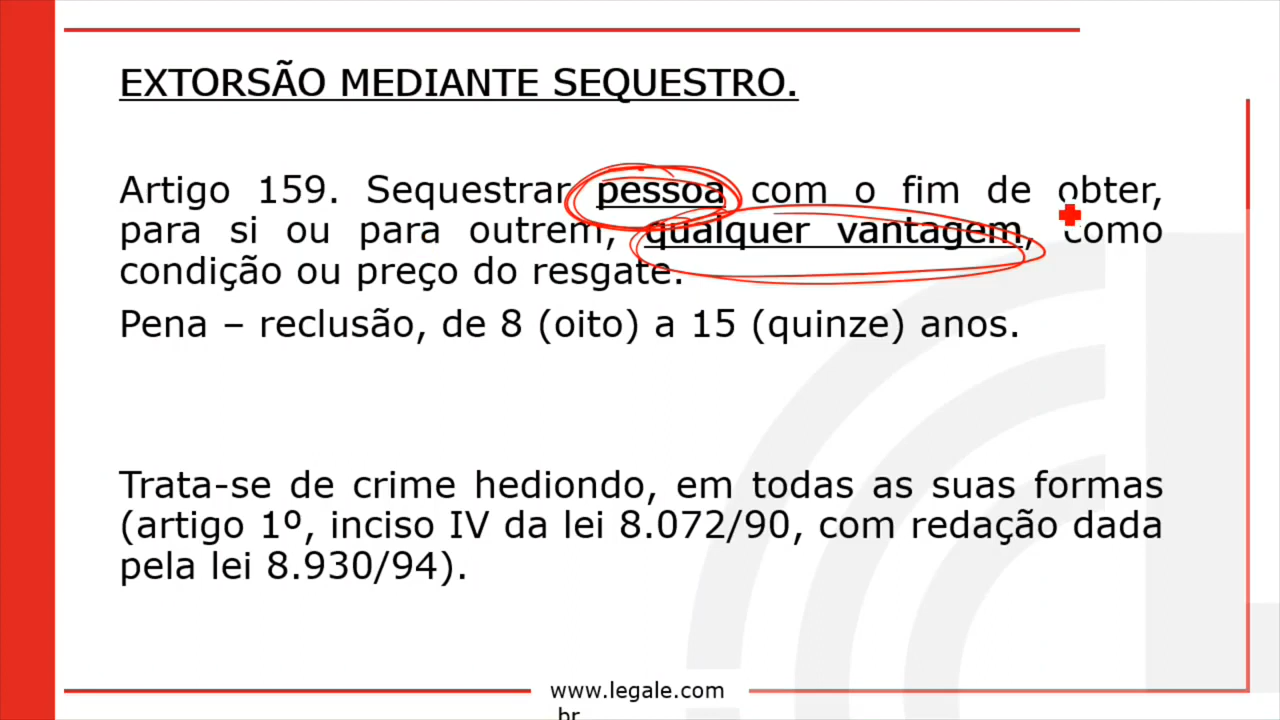 EXTORSÃO MEDIANTE SEQUESTRO.
Artigo 159. Sequestrar pessoa com o fim de obter,
para si ou para outrem, qualquer vantagem, como
condição ou preço do resgate.
Pena – reclusão, de 8 (oito) a 15 (quinze) anos.
Trata-se de crime hediondo, em todas as suas formas
(artigo 1º, inciso IV da lei 8.072/90, com redação dada
pela lei 8.930/94).
www.legale.com
br